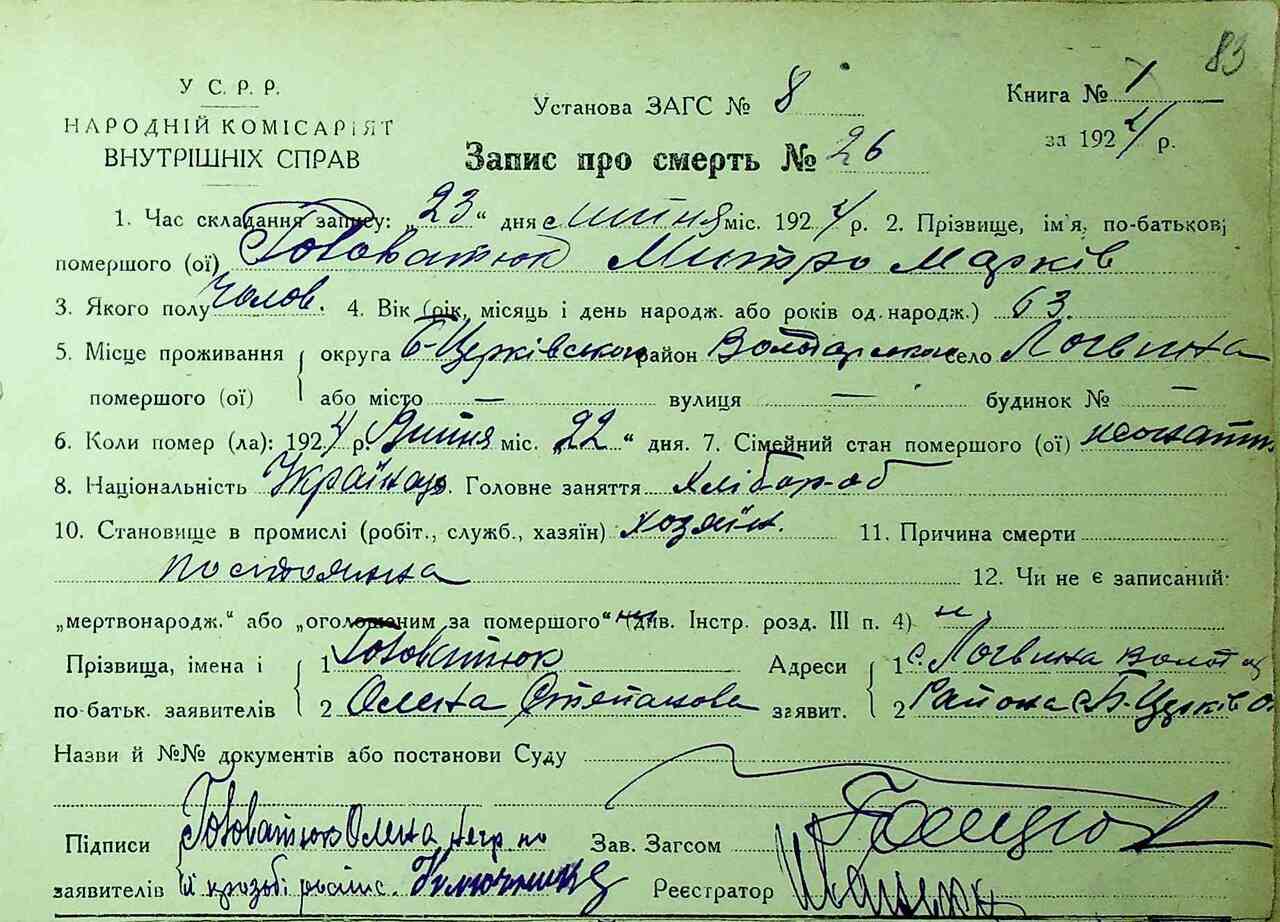 83
У С. Р. Р.
НАРОДНІЙ КОМІСАРІЯТ
ВНУТРІШНІХ СПРАВ
Установа ЗАГС № 8
Книга № 1
за 1924 р.
Запис про смерть № 26
1. Час складання запису: „23“ дня міс. 1924 р. 2. Прізвище, ім'я, по-батькові
помершого (ої) Головатюк Митро Марків
3. Якого полу чолов. 4. Вік (рік, місяць і день народж. або років од народж.) 63.
5. Місце проживання округа Б-Церківського район Володарського село Логвина
помершого (ої) або місто — вулиця — будинок № —
6. Коли помер (ла): 1924 р. міс. „22“ дня. 7. Сімейний стан помершого (ої)
8. Національність Українець. Головне заняття хлібороб
10. Становище в промислі (робіт., служб., хазяїн) хозяїн. 11. Причина смерти
12. Чи не є записаний:
„мертвонародж.“ або „оголошеним за помершого“ (див. Інстр. розд. III п. 4) ні
Прізвища, імена і 1 Головатюк Адреси 1 с. Логвина Волод
по-батьк. заявителів 2 Олена Степанова заявит. 2 Района Б-Церків О.
Назви й №№ документів або постанови Суду
Підписи Головатюк Олена негр по Зав. Загсом
заявителів її Реєстратор